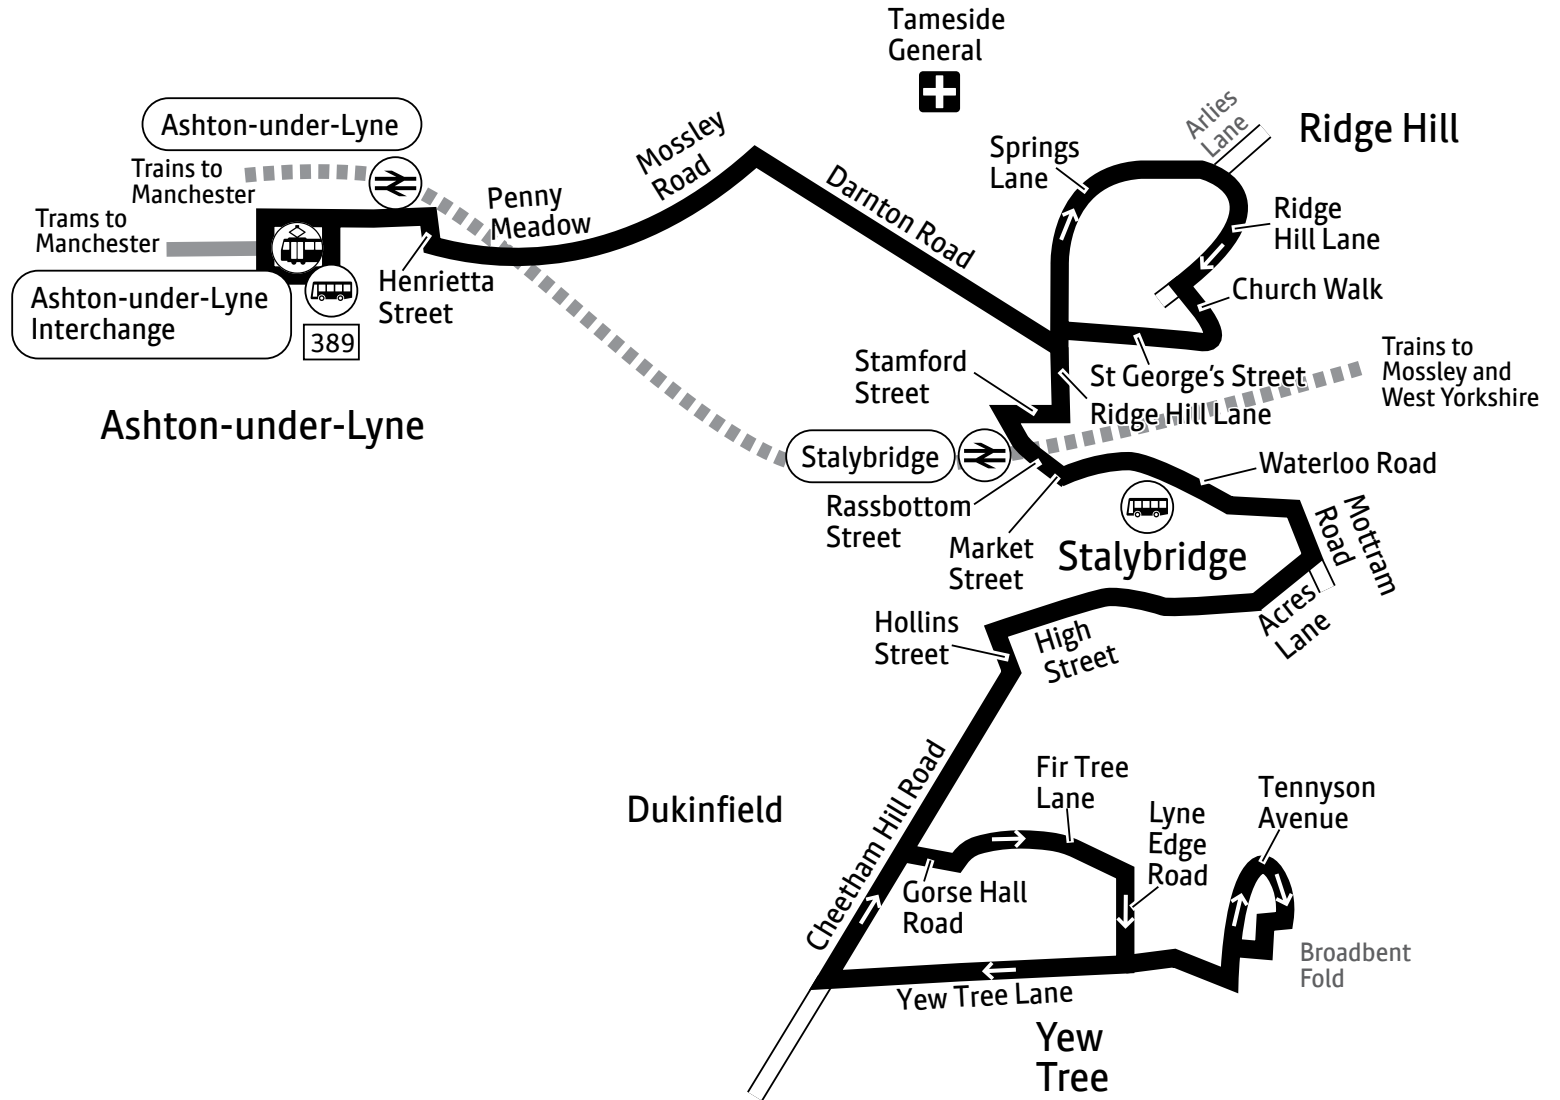 Tameside
General
Ashton-under-Lyne
Trains to
Manchester
Trams to
Manchester
Ashton-under-Lyne
Interchange
389
Henrietta
Street
Penny
Meadow
Mossley
Road
Darnton Road
Springs
Lane
Arlies
Lane
Ridge Hill
Ridge
Hill Lane
Church Walk
St George's Street
Ridge Hill Lane
Trains to
Mossley and
West Yorkshire
Ashton-under-Lyne
Stamford
Street
Stalybridge
Rassbottom
Street
Market
Street
Waterloo Road
Stalybridge
Mottram
Road
Acres
Lane
Hollins
Street
High
Street
Dukinfield
Cheetham Hill Road
Fir Tree
Lane
Lyne
Edge
Road
Tennyson
Avenue
Gorse Hall
Road
Broadbent
Fold
Yew Tree Lane
Yew
Tree